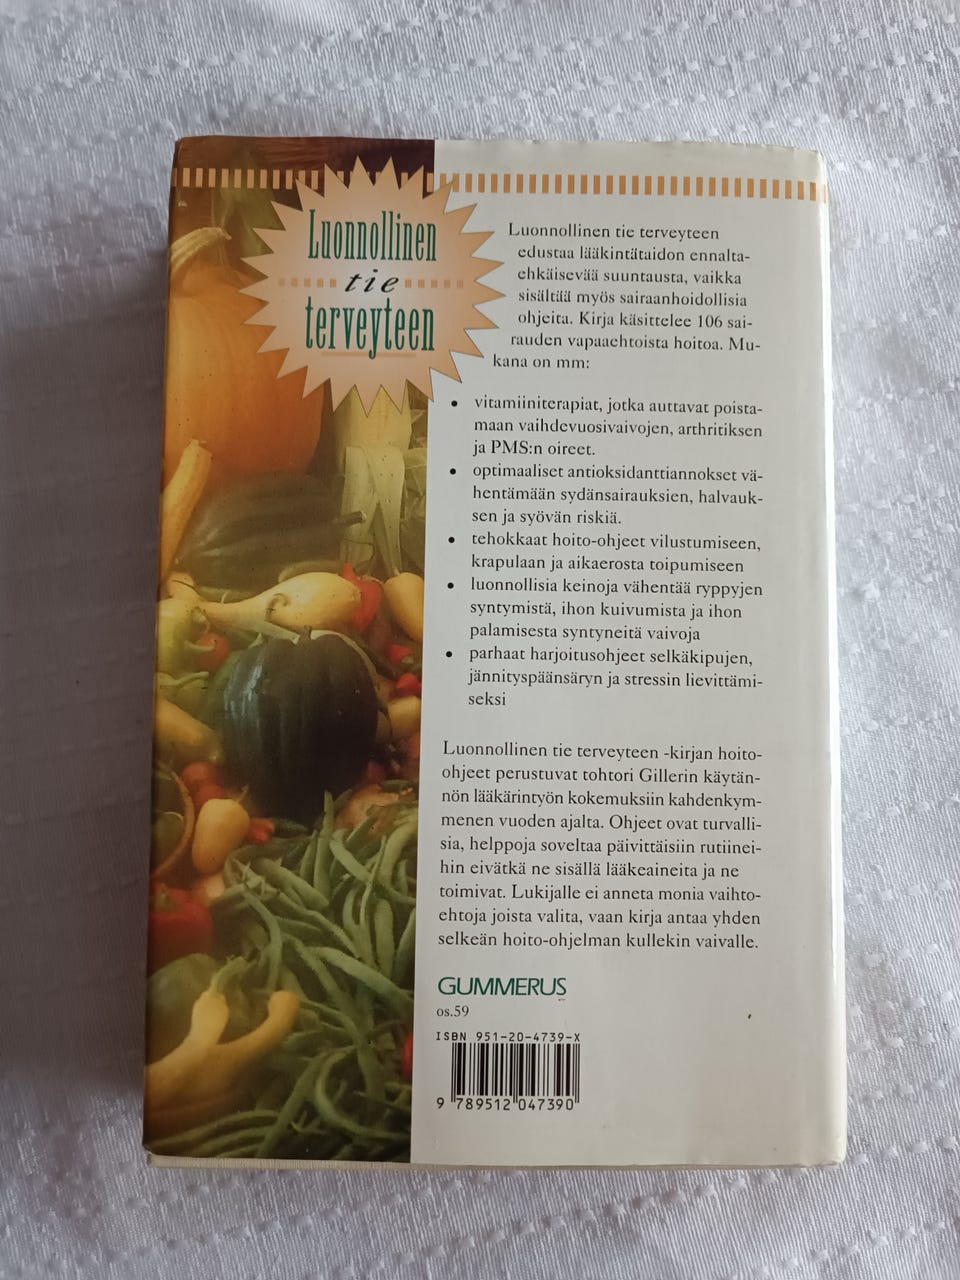 Luonnollinen
tie
terveyteen
Luonnollinen tie terveyteen
edustaa lääkintätaidon ennalta-
ehkäisevää suuntausta, vaikka
sisältää myös sairaanhoidollisia
ohjeita. Kirja käsittelee 106 sai-
rauden vapaaehtoista hoitoa. Mu-
kana on mm:
• vitamiiniterapiat, jotka auttavat poista-
maan vaihdevuosivaivojen, arthritiksen
ja PMS:n oireet.
• optimaaliset antioksidanttiannokset vä-
hentämään sydänsairauksien, halvauk-
sen ja syövän riskiä.
• tehokkaat hoito-ohjeet vilustumiseen,
krapulaan ja aikaerosta toipumiseen
• luonnollisia keinoja vähentää ryppyjen
syntymistä, ihon kuivumista ja ihon
palamisesta syntyneitä vaivoja
• parhaat harjoitusohjeet selkäkipujen,
jännityspäänsäryn ja stressin lievittämi-
seksi
Luonnollinen tie terveyteen -kirjan hoito-
ohjeet perustuvat tohtori Gillerin käytän-
nön lääkärintyön kokemuksiin kahdenkym-
menen vuoden ajalta. Ohjeet ovat turvalli-
sia, helppoja soveltaa päivittäisiin rutiinei-
hin eivätkä ne sisällä lääkeaineita ja ne
toimivat. Lukijalle ei anneta monia vaihto-
ehtoja joista valita, vaan kirja antaa yhden
selkeän hoito-ohjelman kullekin vaivalle.
GUMMERUS
os.59
ISBN 951-20-4739-X
9 789512 047390